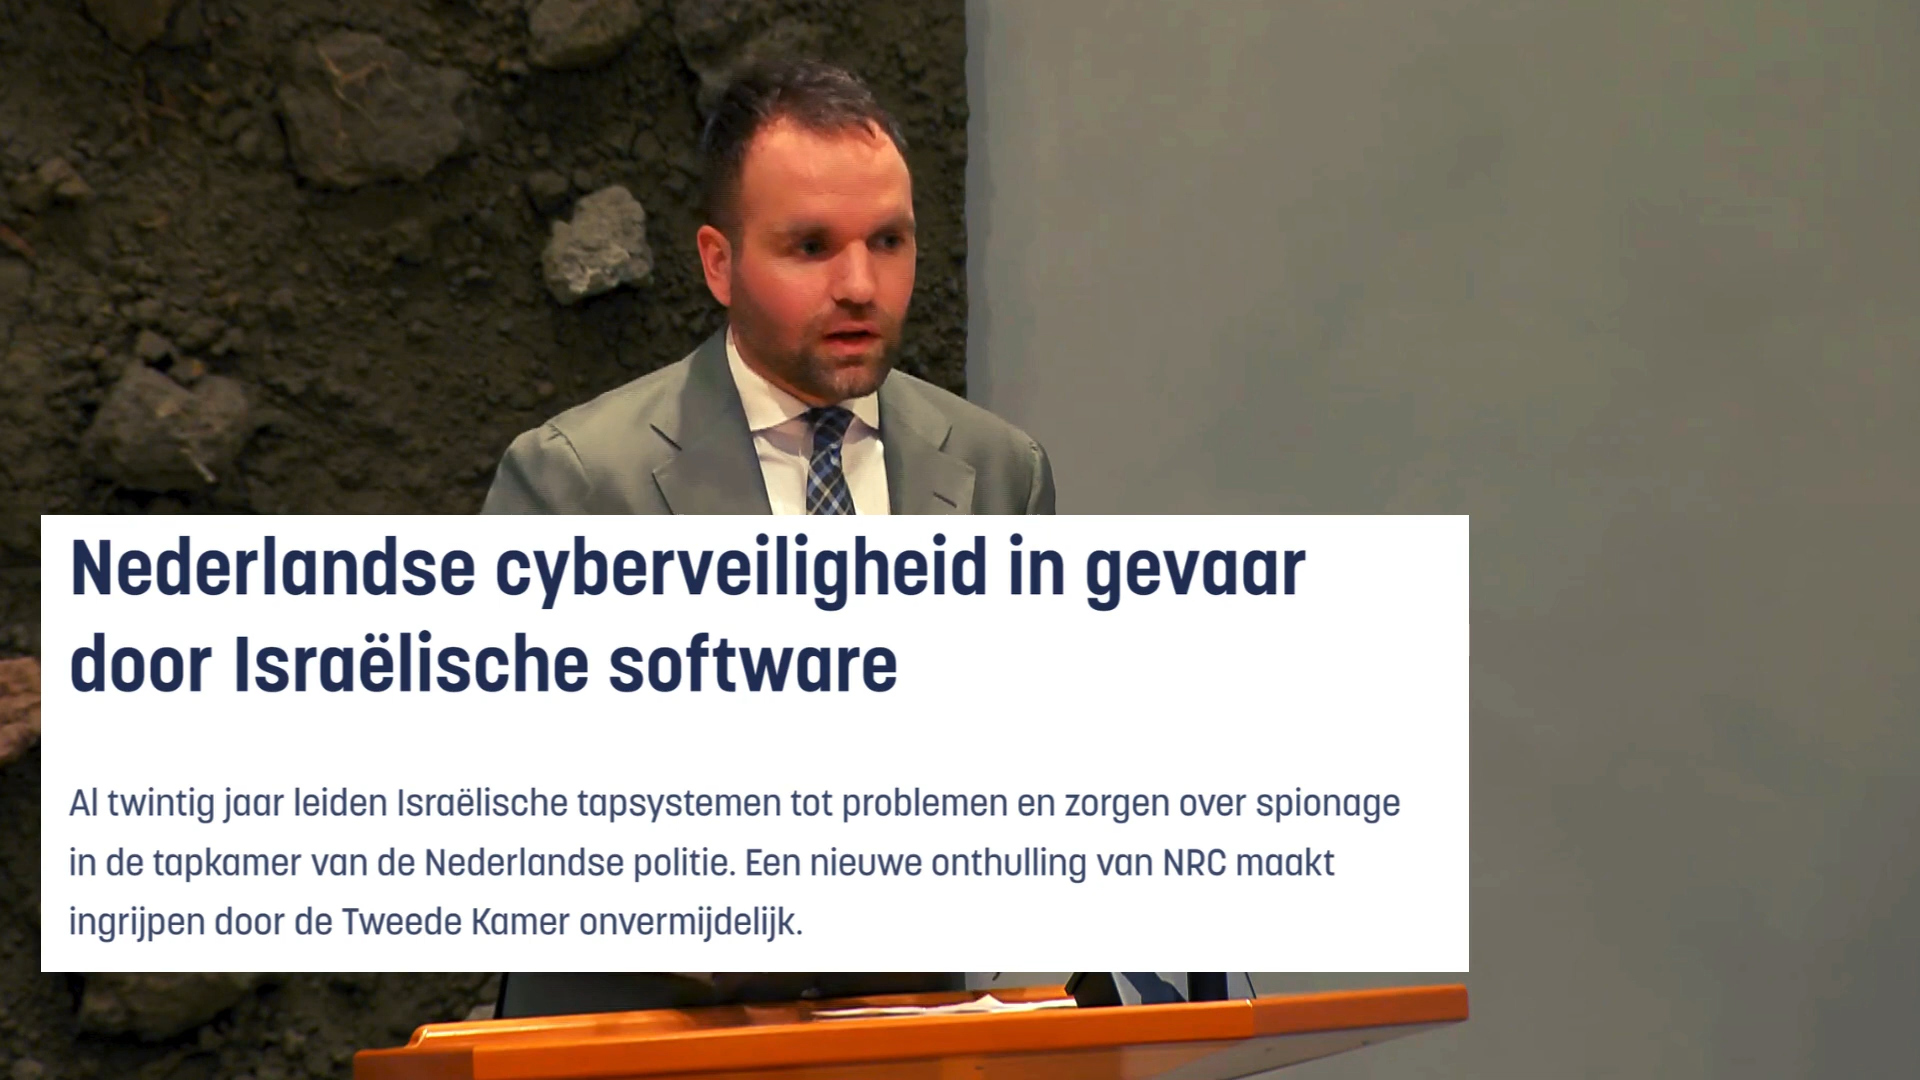 Nederlandse cyberveiligheid in gevaar
door Israëlische software
Al twintig jaar leiden Israëlische tapsystemen tot problemen en zorgen over spionage
in de tapkamer van de Nederlandse politie. Een nieuwe onthulling van NRC maakt
ingrijpen door de Tweede Kamer onvermijdelijk.